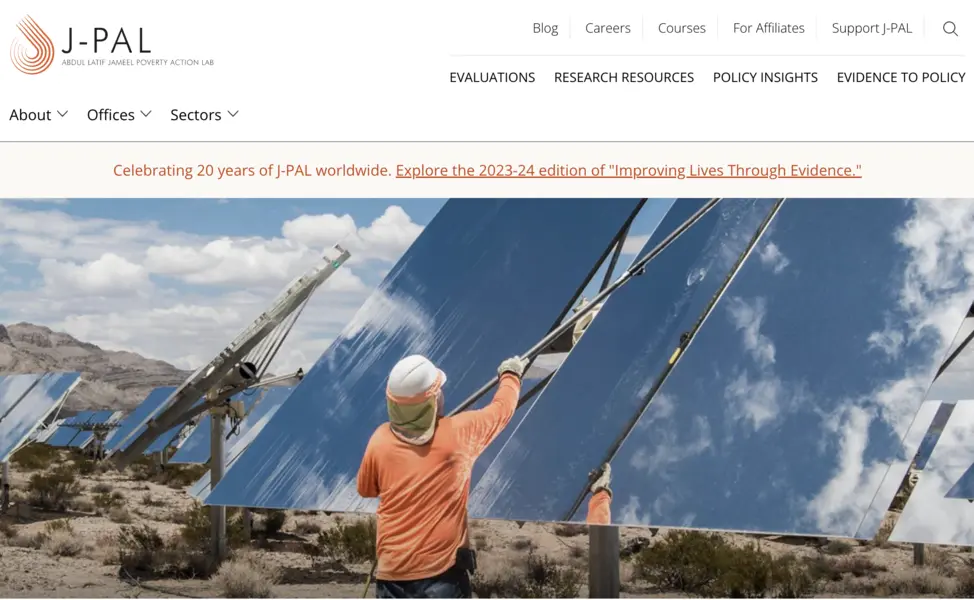 J-PAL
ABDUL LATIF JAMEEL POVERTY ACTION LAB
Blog
Careers
Courses
For Affiliates
Support J-PAL
EVALUATIONS
RESEARCH RESOURCES
POLICY INSIGHTS
EVIDENCE TO POLICY
About
Offices
Sectors
Celebrating 20 years of J-PAL worldwide. Explore the 2023-24 edition of "Improving Lives Through Evidence."